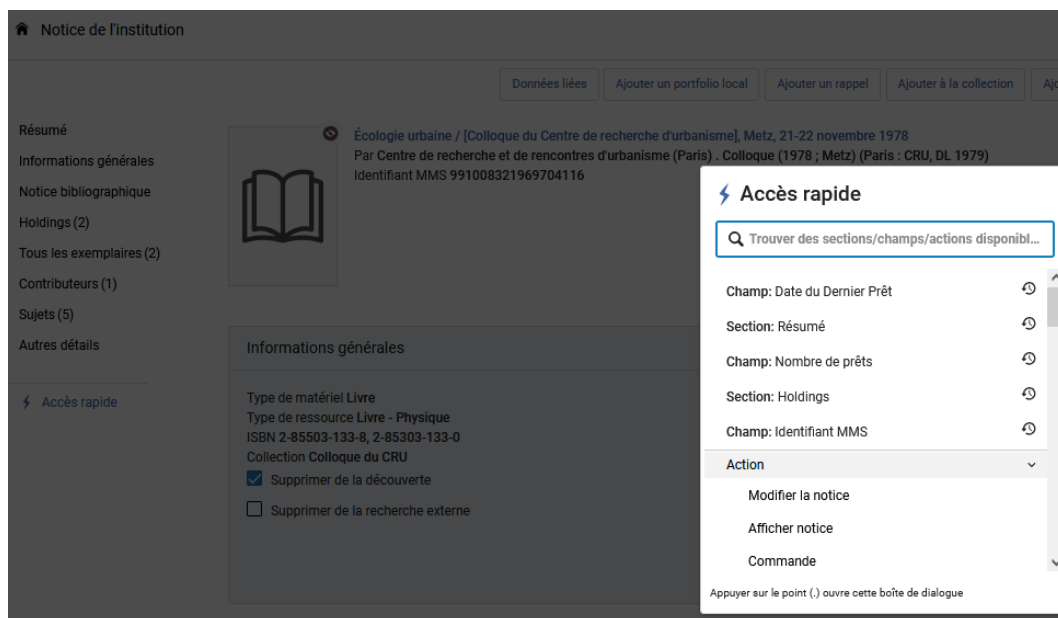 Notice de l'institution
Données liées
Ajouter un portfolio local
Ajouter un rappel
Ajouter à la collection
Résumé
Informations générales
Notice bibliographique
Holdings (2)
Tous les exemplaires (2)
Contributeurs (1)
Sujets (5)
Autres détails
Accès rapide
Écologie urbaine / [Colloque du Centre de recherche d'urbanisme], Metz, 21-22 novembre 1978
Par Centre de recherche et de rencontres d'urbanisme (Paris) . Colloque (1978 ; Metz) (Paris : CRU, DL 1979)
Identifiant MMS 991008321969704116
Informations générales
Type de matériel Livre
Type de ressource Livre - Physique
ISBN 2-85503-133-8, 2-85303-133-0
Collection Colloque du CRU
Supprimer de la découverte
Supprimer de la recherche externe
Accès rapide
Trouver des sections/champs/actions disponibl...
Champ: Date du Dernier Prêt
Section: Résumé
Champ: Nombre de prêts
Section: Holdings
Champ: Identifiant MMS
Action
Modifier la notice
Afficher notice
Commande
Appuyer sur le point (.) ouvre cette boîte de dialogue